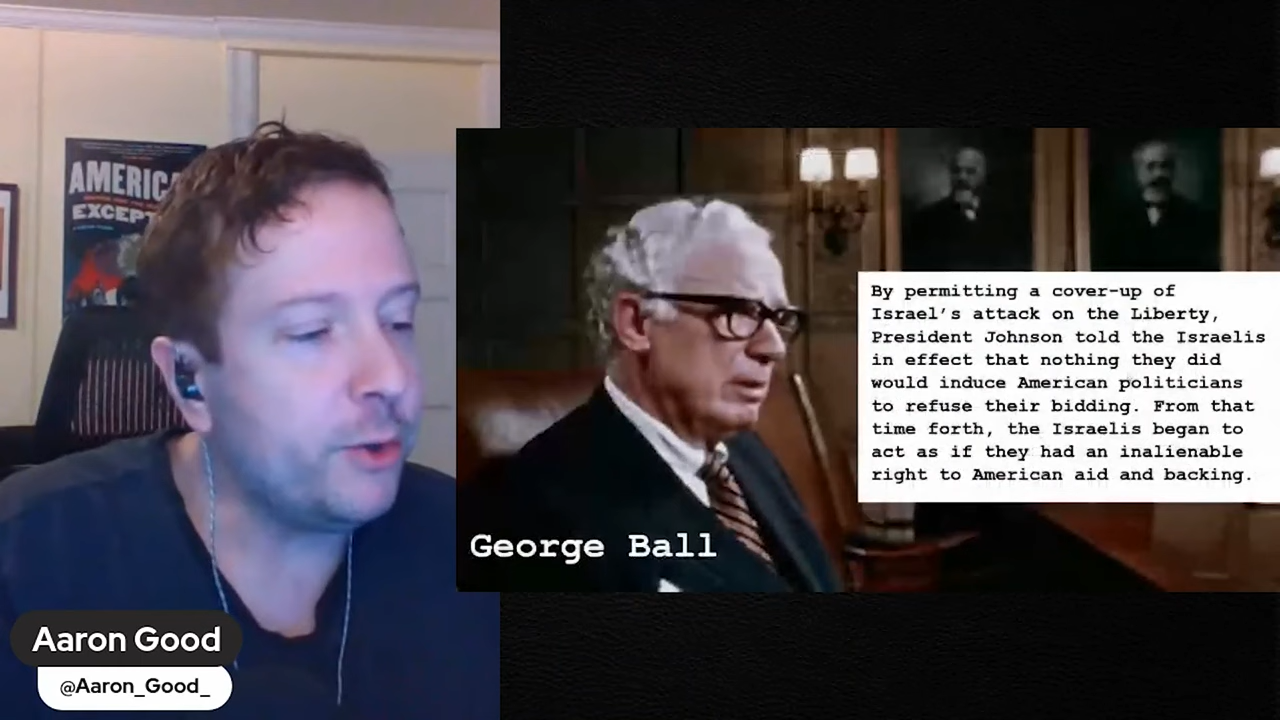 AMERIC
EXCEPT
By permitting a cover-up of
Israel's attack on the Liberty,
President Johnson told the Israelis
in effect that nothing they did
would induce American politicians
to refuse their bidding. From that
time forth, the Israelis began to
act as if they had an inalienable
right to American aid and backing.
George Ball
Aaron Good
@Aaron_Good_